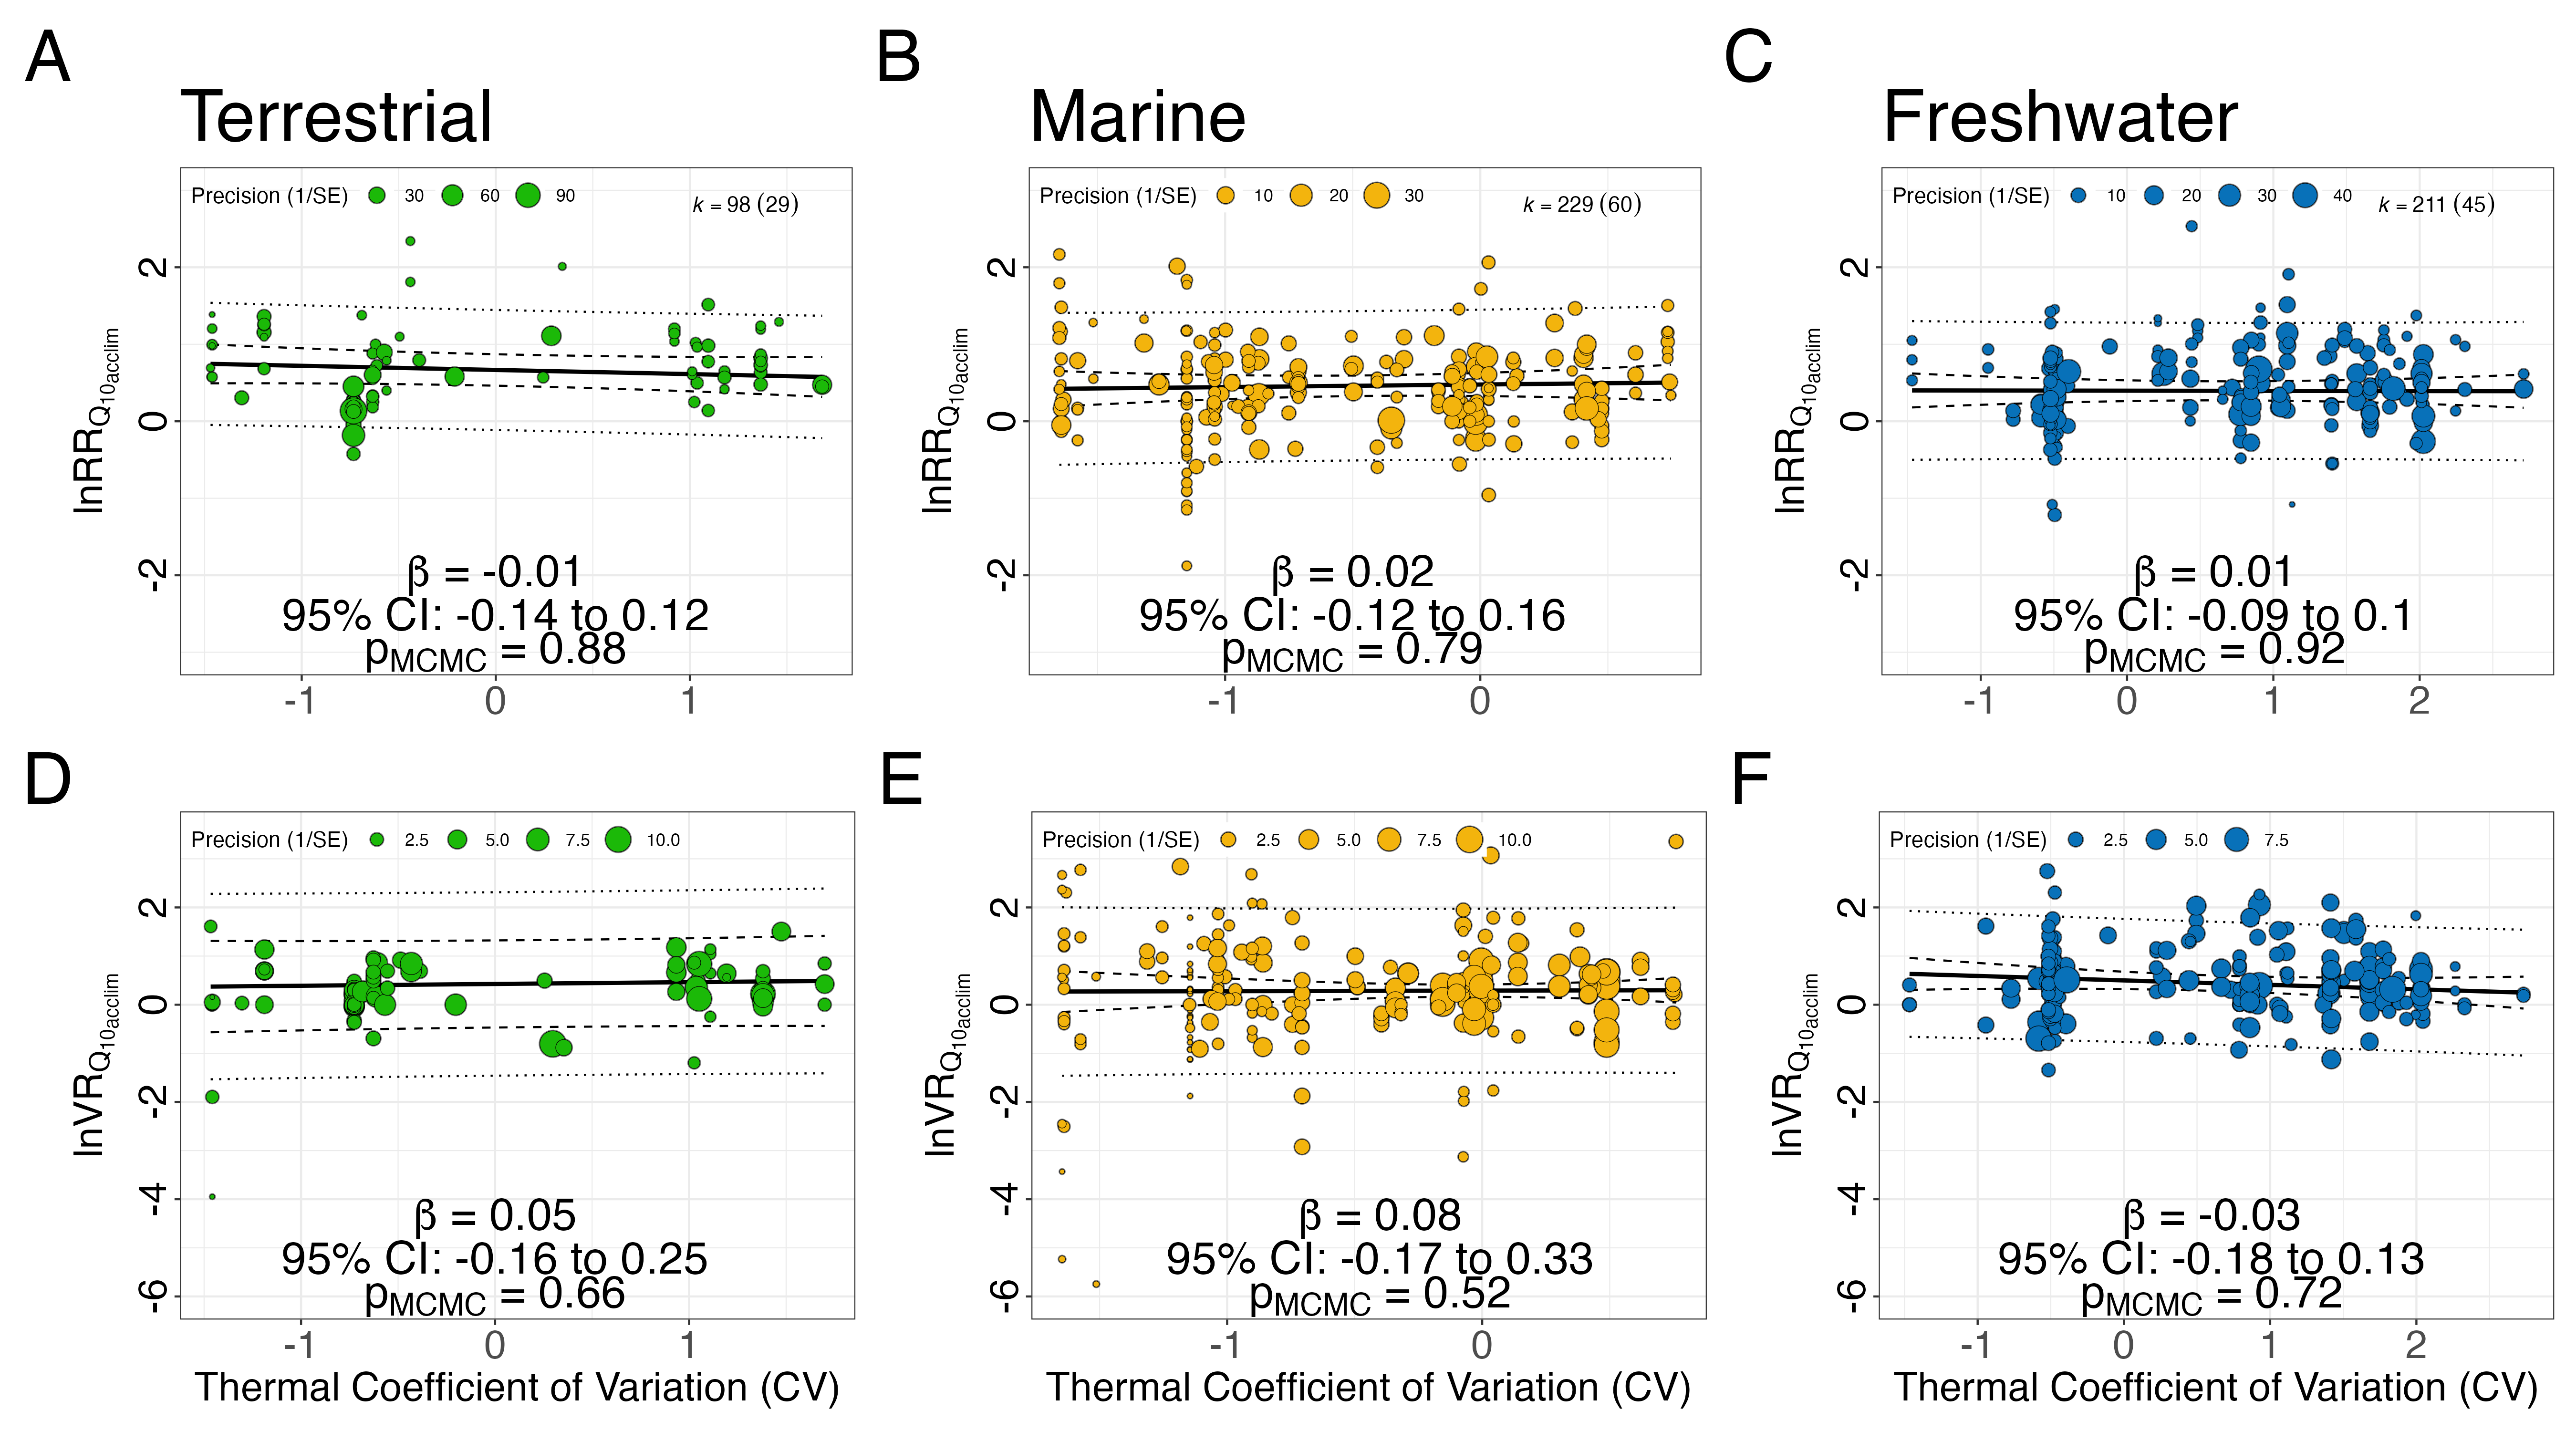 A
B
C
Terrestrial
Marine
Freshwater
Precision (1/SE) 30 60 90
k = 98 (29)
Precision (1/SE) 10 20 30
k = 229 (60)
Precision (1/SE) 10 20 30 40
k = 211 (45)
lnRRQ10acclim
2
0
-2
β = -0.01
95% CI: -0.14 to 0.12
pMCMC = 0.88
-1 0 1
lnRRQ10acclim
2
0
-2
β = 0.02
95% CI: -0.12 to 0.16
pMCMC = 0.79
-1 0
lnRRQ10acclim
2
0
-2
β = 0.01
95% CI: -0.09 to 0.1
pMCMC = 0.92
-1 0 1 2
D
E
F
Precision (1/SE) 2.5 5.0 7.5 10.0
Precision (1/SE) 2.5 5.0 7.5 10.0
Precision (1/SE) 2.5 5.0 7.5
lnVRQ10acclim
2
0
-2
-4
-6
β = 0.05
95% CI: -0.16 to 0.25
pMCMC = 0.66
-1 0 1
Thermal Coefficient of Variation (CV)
lnVRQ10acclim
2
0
-2
-4
-6
β = 0.08
95% CI: -0.17 to 0.33
pMCMC = 0.52
-1 0
Thermal Coefficient of Variation (CV)
lnVRQ10acclim
2
0
-2
-4
-6
β = -0.03
95% CI: -0.18 to 0.13
pMCMC = 0.72
-1 0 1 2
Thermal Coefficient of Variation (CV)